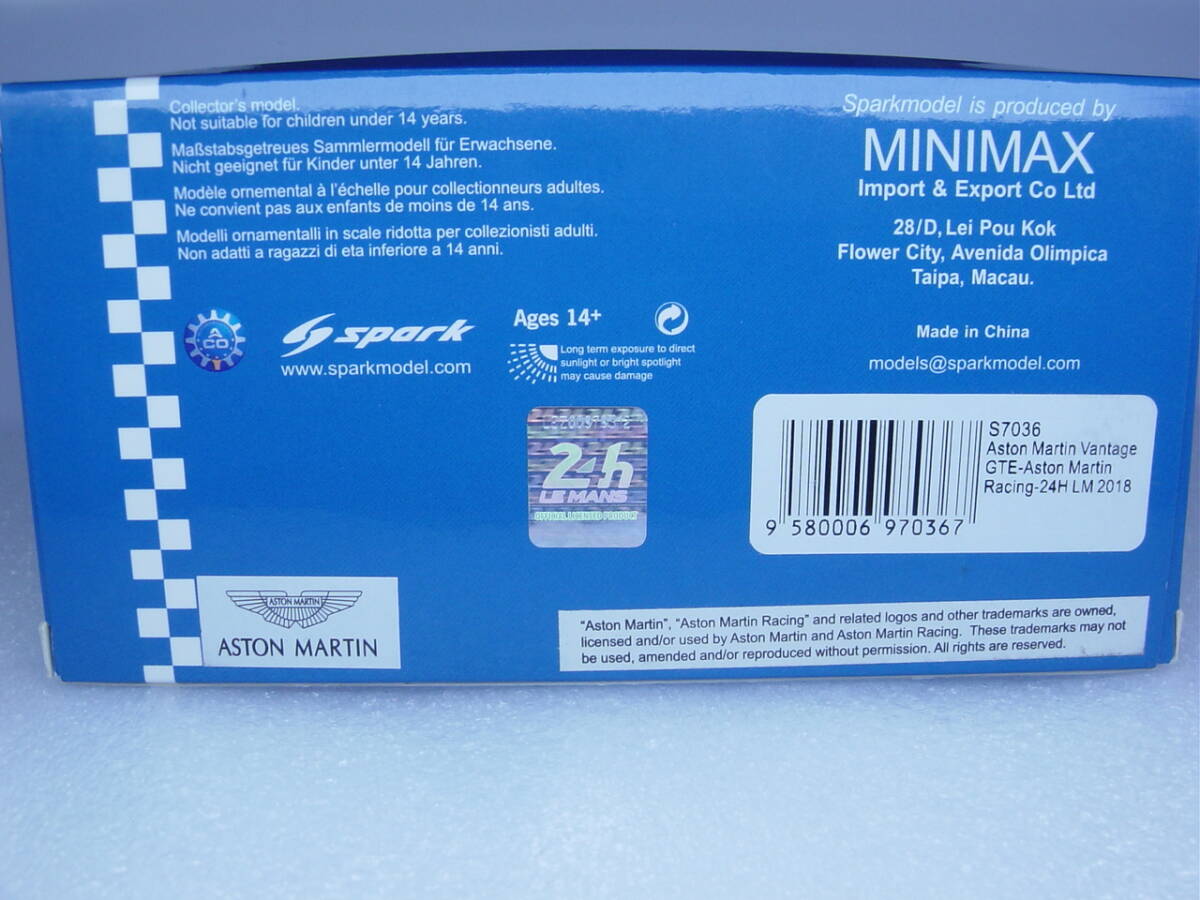 Collector's model.
Not suitable for children under 14 years.
Maßstabsgetreues Sammlermodell für Erwachsene.
Nicht geeignet für Kinder unter 14 Jahren.
Modèle ornemental à l'échelle pour collectionneurs adultes.
Ne convient pas aux enfants de moins de 14 ans.
Modelli ornamentalli in scale ridotta per collezionisti adulti.
Non adatti a ragazzi di eta inferiore a 14 anni.
Sparkmodel is produced by
MINIMAX
Import & Export Co Ltd
28/D, Lei Pou Kok
Flower City, Avenida Olimpica
Taipa, Macau.
Made in China
models@sparkmodel.com
ACO
spark
www.sparkmodel.com
Ages 14+
Long term exposure to direct
sunlight or bright spotlight
may cause damage
24h
LE MANS
OFFICIAL LICENSED PRODUCT
S7036
Aston Martin Vantage
GTE-Aston Martin
Racing-24H LM 2018
9 580006 970367
ASTON MARTIN
ASTON MARTIN
"Aston Martin", "Aston Martin Racing" and related logos and other trademarks are owned,
licensed and/or used by Aston Martin and Aston Martin Racing. These trademarks may not
be used, amended and/or reproduced without permission. All rights are reserved.